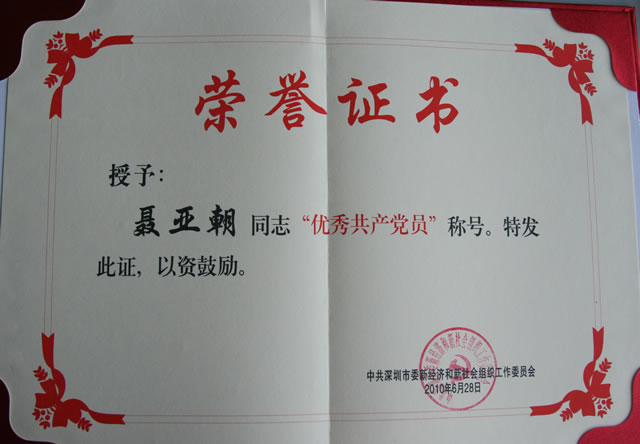 荣誉证书
授予：
聂亚朝同志“优秀共产党员”称号。特发
此证，以资鼓励。
中共深圳市委新经济和新社会组织工作委员会
2010年6月28日